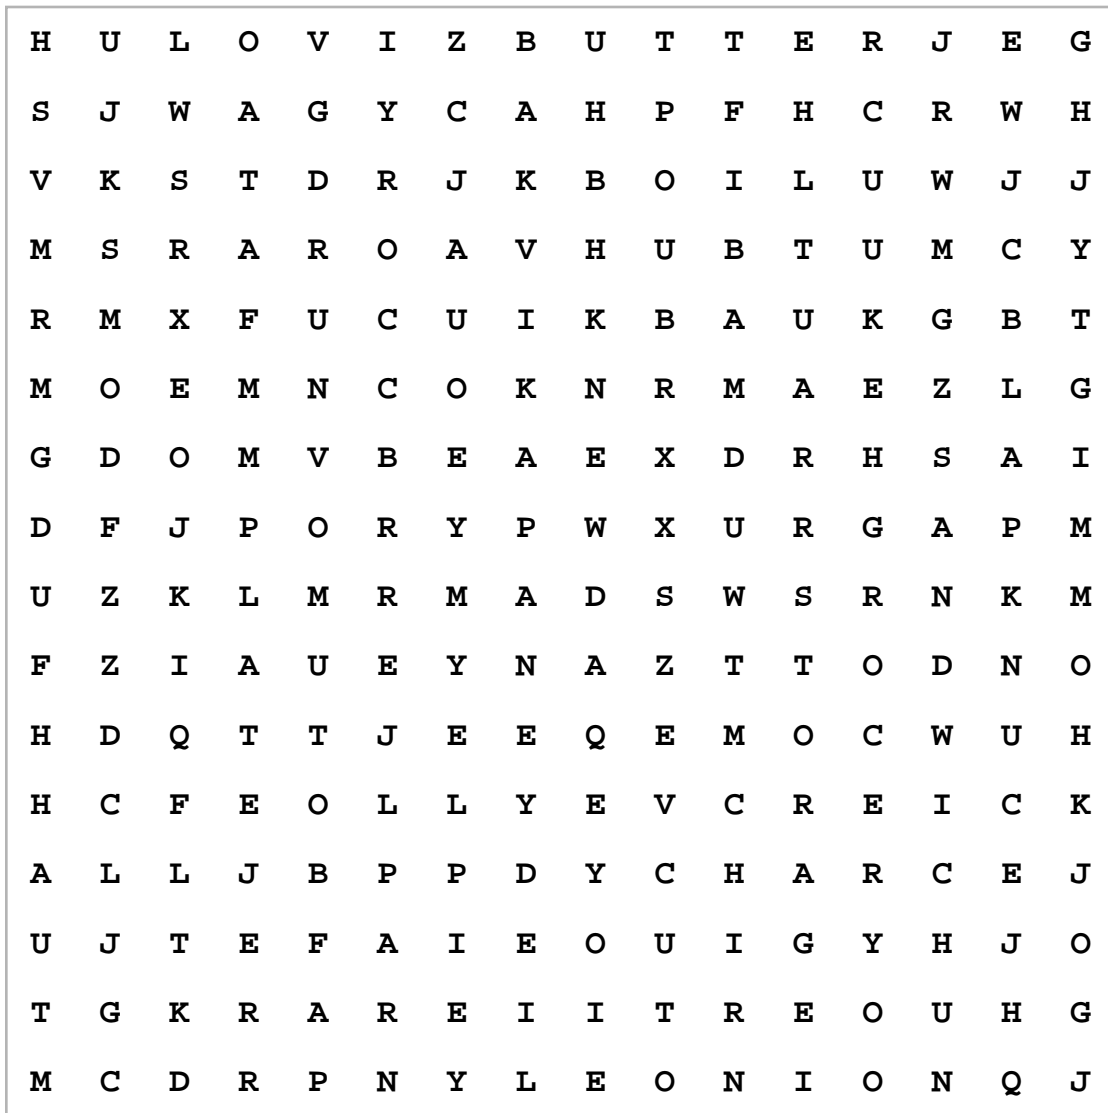 H U L O V I Z B U T T E R J E G
S J W A G Y C A H P F H C R W H
V K S T D R J K B O I L U W J J
M S R A R O A V H U B T U M C Y
R M X F U C U I K B A U K G B T
M O E M N C O K N R M A E Z L G
G D O M V B E A E X D R H S A I
D F J P O R Y P W X U R G A P M
U Z K L M R M A D S W S R N K M
F Z I A U E Y N A Z T T O D N O
H D Q T T J E E Q E M O C W U H
H C F E O L L Y E V C R E I C K
A L L J B P P D Y C H A R C E J
U J T E F A I E O U I G Y H J O
T G K R A R E I I T R E O U H G
M C D R P N Y L E O N I O N Q J